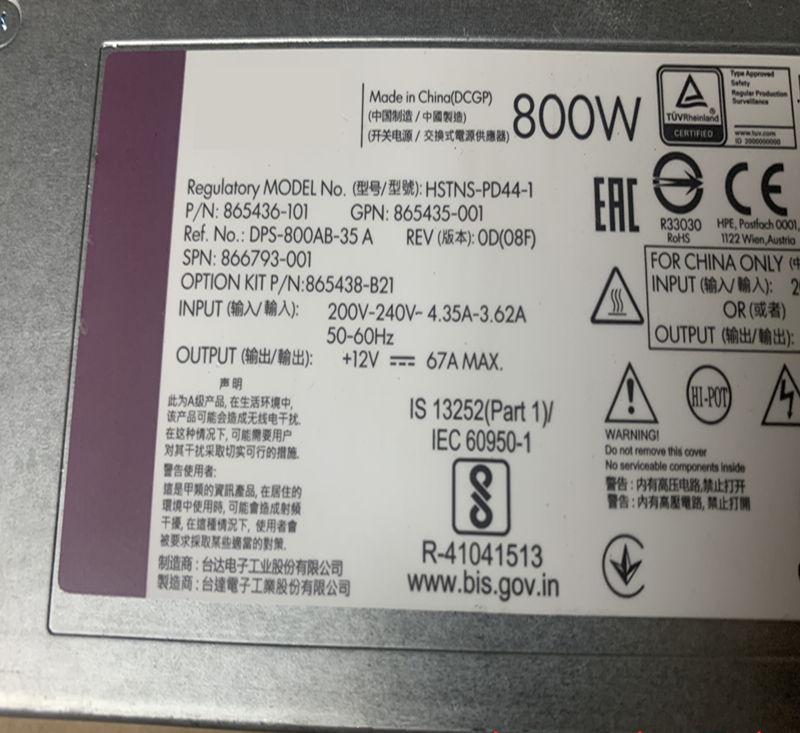 Made in China(DCGP)
(中国制造 / 中國製造)
(开关电源 / 交换式電源供應器)
800W
TÜVRheinland
CERTIFIED
Type Approved
Safety
Regular Production
Surveillance
www.tuv.com
ID 2000000000
Regulatory MODEL No. (型号/型號): HSTNS-PD44-1
P/N: 865436-101 GPN: 865435-001
Ref. No.: DPS-800AB-35 A REV (版本): 0D(08F)
SPN: 866793-001
OPTION KIT P/N:865438-B21
INPUT (输入/輸入): 200V-240V~ 4.35A-3.62A
50-60Hz
OUTPUT (输出/輸出): +12V ⎓ 67A MAX.
EAC
R33030
RoHS
CE
HPE, Postfach 0001,
1122 Wien,Austria
FOR CHINA ONLY
INPUT (输入/輸入):
OR (或者)
OUTPUT (输出/輸出):
声明
此为A级产品, 在生活环境中,
该产品可能会造成无线电干扰.
在这种情况下, 可能需要用户
对其干扰采取切实可行的措施.
警告使用者:
這是甲類的資訊產品, 在居住的
環境中使用時, 可能會造成射頻
干擾, 在這種情況下, 使用者會
被要求採取某些適當的對策.
制造商 : 台达电子工业股份有限公司
製造商 : 台達電子工業股份有限公司
IS 13252(Part 1)/
IEC 60950-1
R-41041513
www.bis.gov.in
HI-POT
WARNING!
Do not remove this cover
No serviceable components inside
警告 : 内有高压电路,禁止打开
警告 : 內有高壓電路, 禁止打開